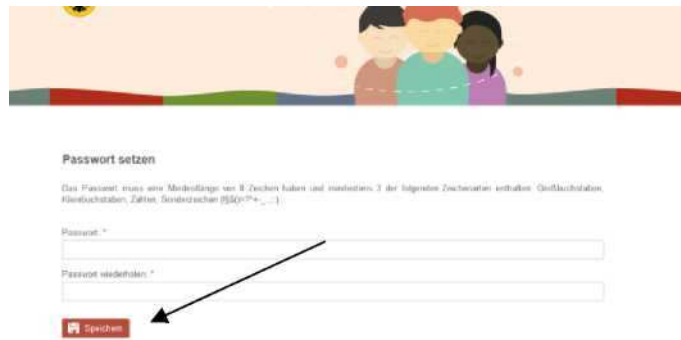 Passwort setzen
Das Passwort muss eine Mindestlänge von 8 Zeichen haben und mindestens 3 der folgenden Zeichenarten enthalten: Großbuchstaben,
Kleinbuchstaben, Zahlen, Sonderzeichen
Passwort: *
Passwort wiederholen: *
Speichern